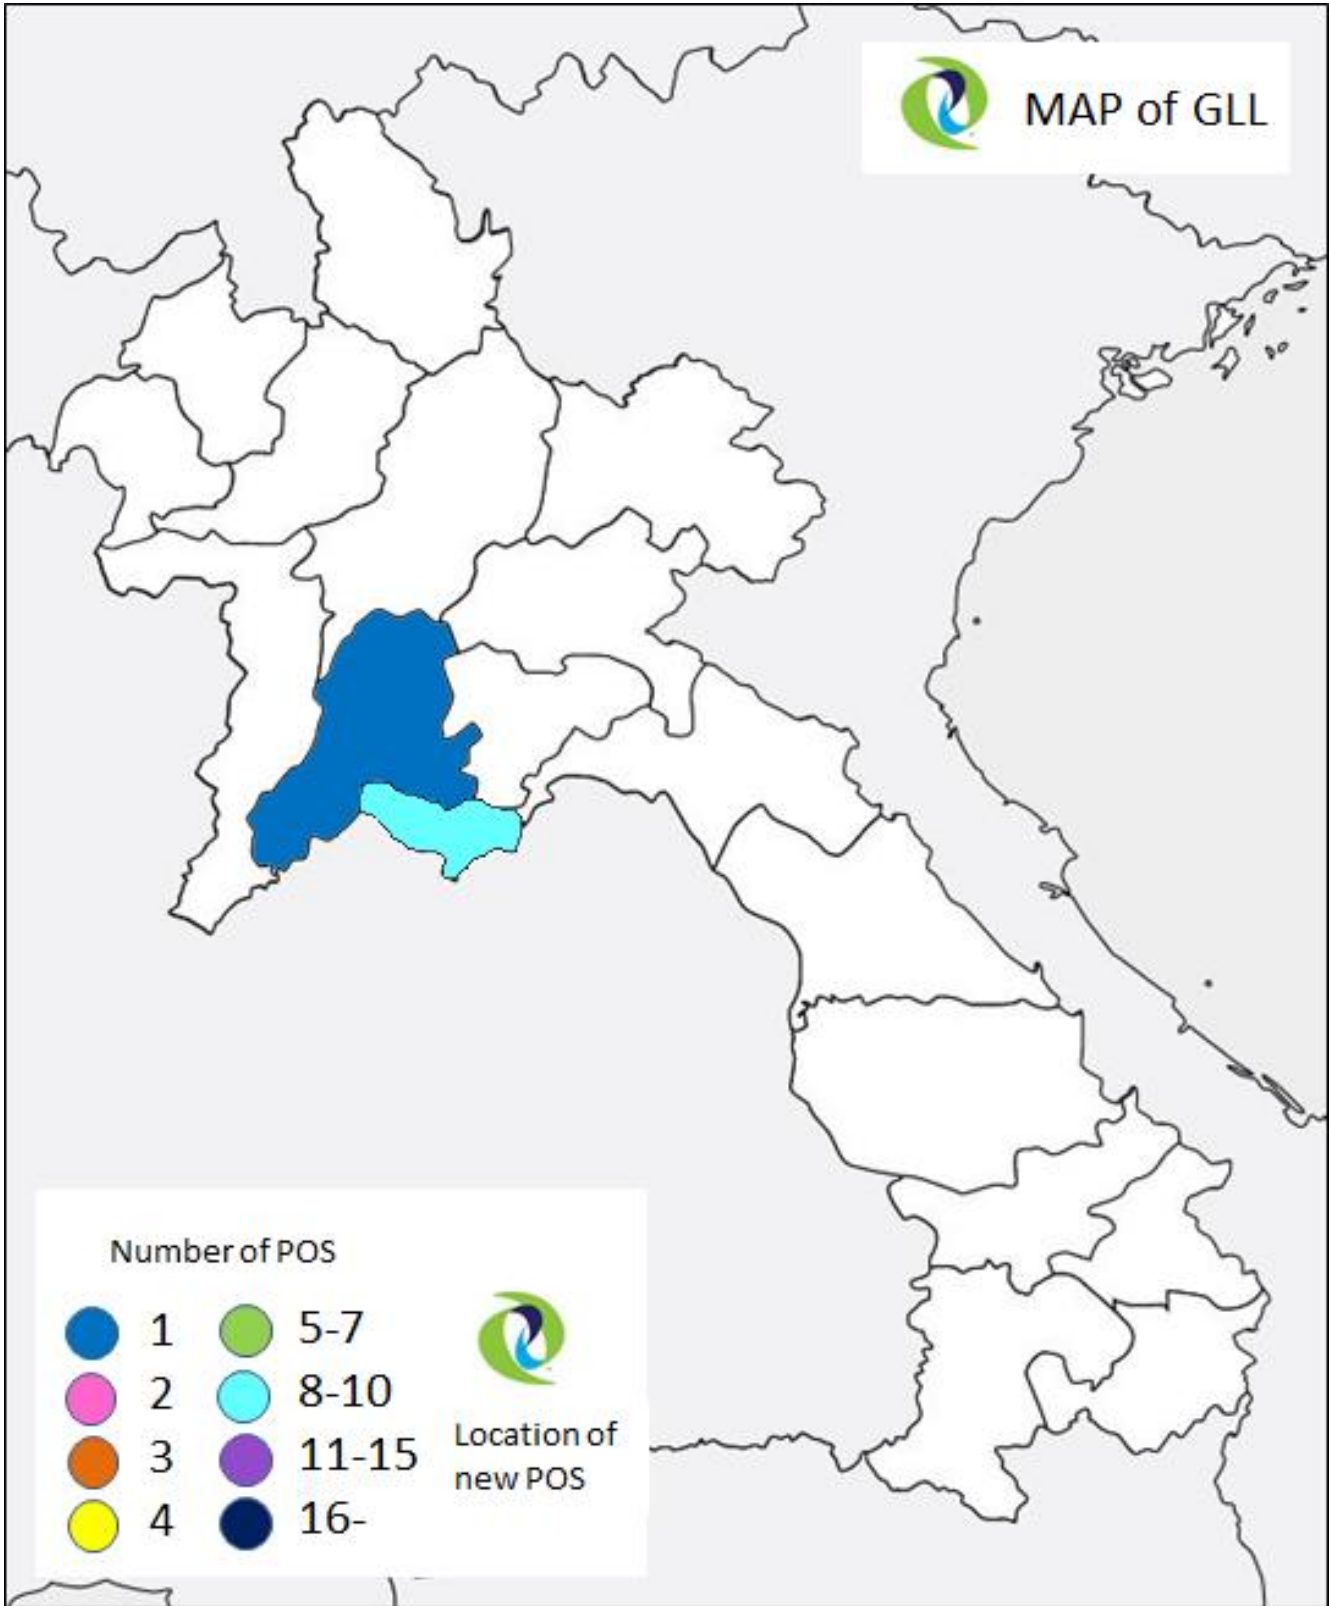 MAP of GLL
Number of POS
1
5-7
2
8-10
3
11-15
4
16-
Location of
new POS